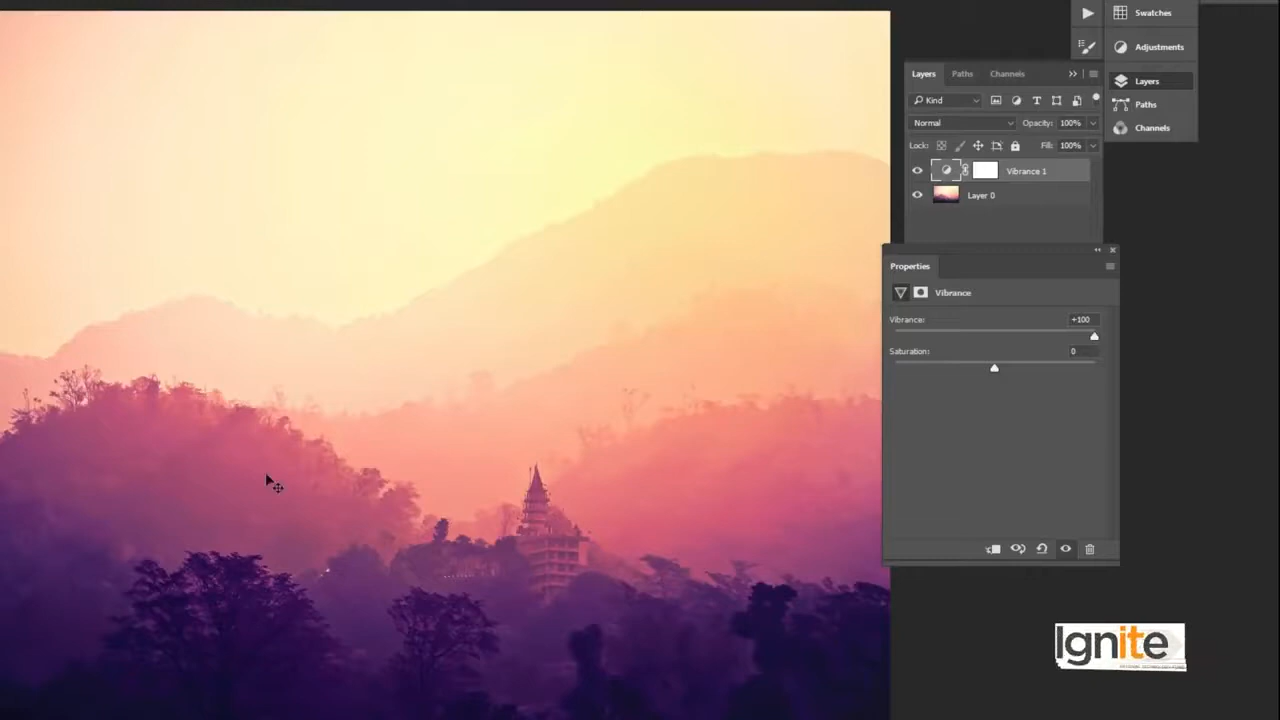 Swatches
Adjustments
Layers
Paths
Channels
Layers Paths Channels
Kind
Normal Opacity: 100%
Lock: Fill: 100%
Vibrance 1
Layer 0
Properties
Vibrance
Vibrance: +100
Saturation: 0
Ignite